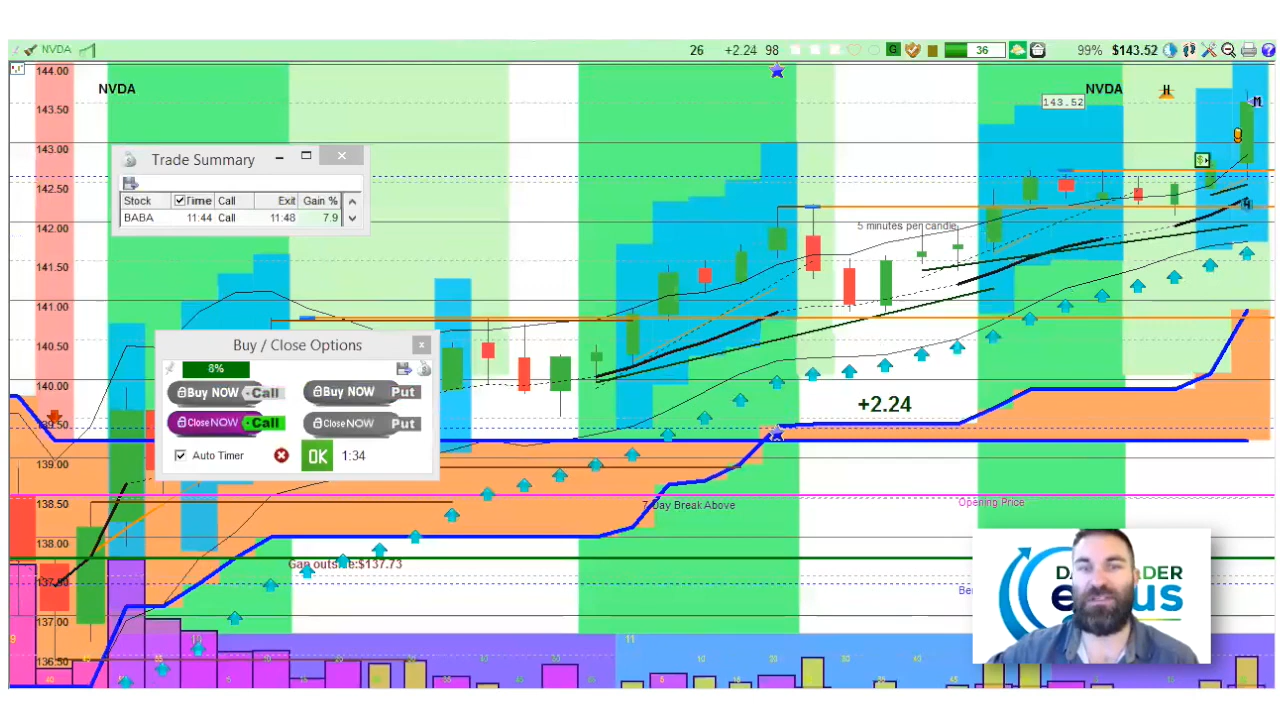 NVDA
26 +2.24 98
G
36
99% $143.52
144.00
143.50
143.00
142.50
142.00
141.50
141.00
140.50
140.00
139.50
139.00
138.50
138.00
137.50
137.00
136.50
NVDA
NVDA
H
143.52
M
Trade Summary
Stock Time Call Exit Gain %
BABA 11:44 Call 11:48 7.9
5 minutes per candle
Buy / Close Options
8%
Buy NOW Call Buy NOW Put
Close NOW Call Close NOW Put
Auto Timer OK 1:34
+2.24
7 Day Break Above
Opening Price
Gap outside:$137.73
9
10
11